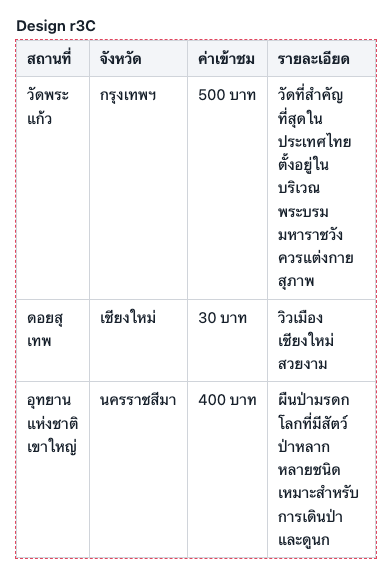 Design r3C
สถานที่ จังหวัด ค่าเข้าชม รายละเอียด
วัดพระ กรุงเทพฯ 500 บาท วัดที่สำคัญ
แก้ว ที่สุดใน
ประเทศไทย
ตั้งอยู่ใน
บริเวณ
พระบรม
มหาราชวัง
ควรแต่งกาย
สุภาพ
ดอยสุ เชียงใหม่ 30 บาท วิวเมือง
เทพ เชียงใหม่
สวยงาม
อุทยาน นครราชสีมา 400 บาท ผืนป่ามรดก
แห่งชาติ โลกที่มีสัตว์
เขาใหญ่ ป่าหลาก
หลายชนิด
เหมาะสำหรับ
การเดินป่า
และดูนก